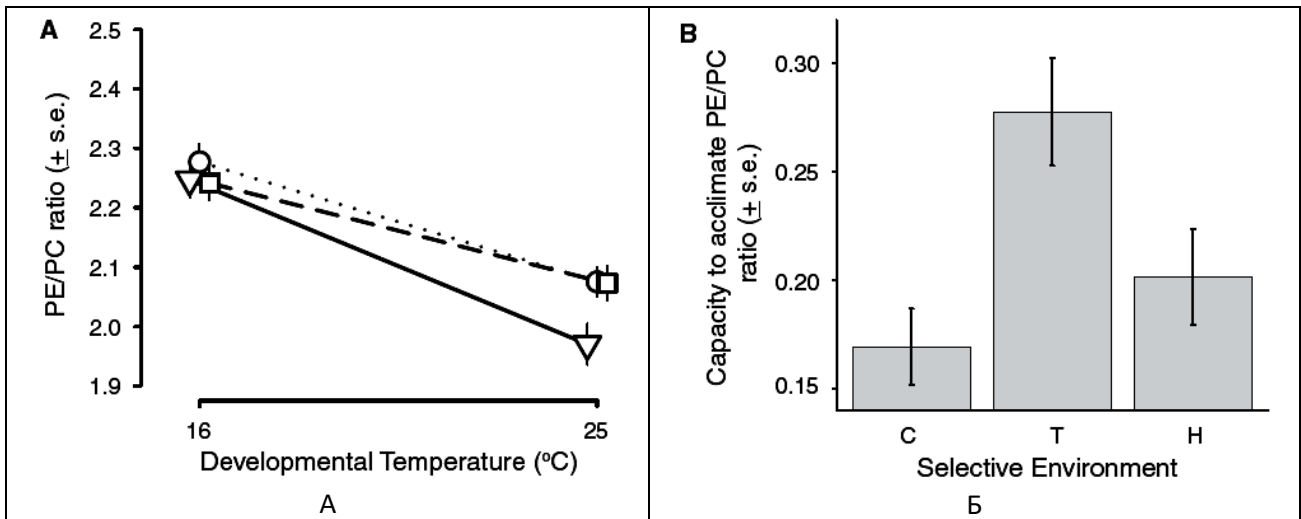 A
2.5
2.4
2.3
2.2
2.1
2.0
1.9
PE/PC ratio (± s.e.)
16
25
Developmental Temperature (ºC)
А
B
0.30
0.25
0.20
0.15
Capacity to acclimate PE/PC
ratio (± s.e.)
C
T
H
Selective Environment
Б